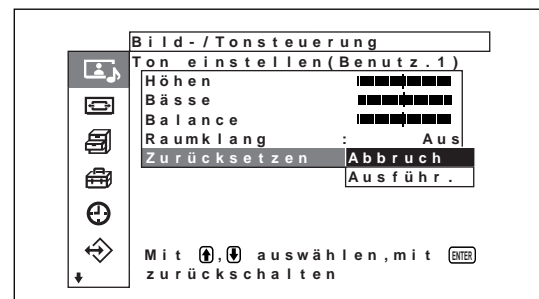 Bild-/Tonsteuerung
Ton einstellen(Benutz.1)
Höhen
Bässe
Balance
Raumklang : Aus
Zurücksetzen Abbruch
Ausführ.
Mit ↑,↓ auswählen,mit ENTER
zurückschalten